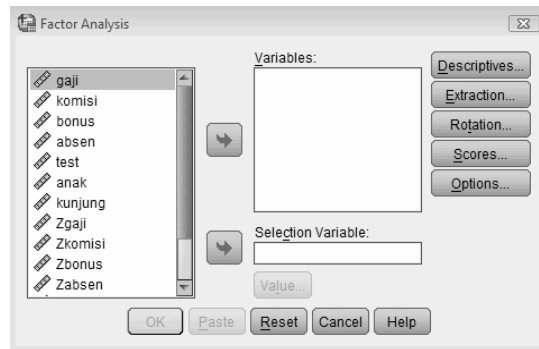 Factor Analysis
gaji
komisi
bonus
absen
test
anak
kunjung
Zgaji
Zkomisi
Zbonus
Zabsen
Variables:
Selection Variable:
Value...
Descriptives...
Extraction...
Rotation...
Scores...
Options...
OK Paste Reset Cancel Help